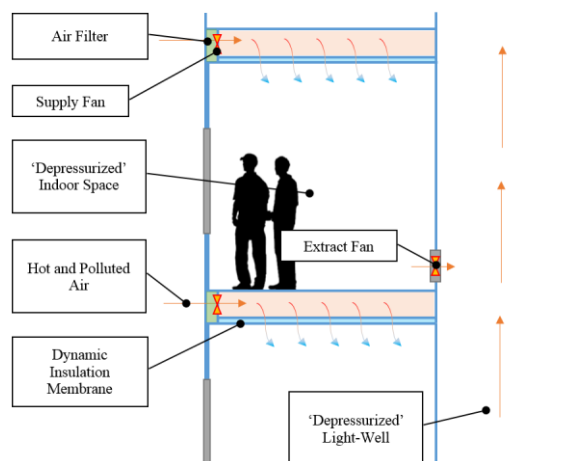 Air Filter
Supply Fan
‘Depressurized’
Indoor Space
Extract Fan
Hot and Polluted
Air
Dynamic
Insulation
Membrane
‘Depressurized’
Light-Well